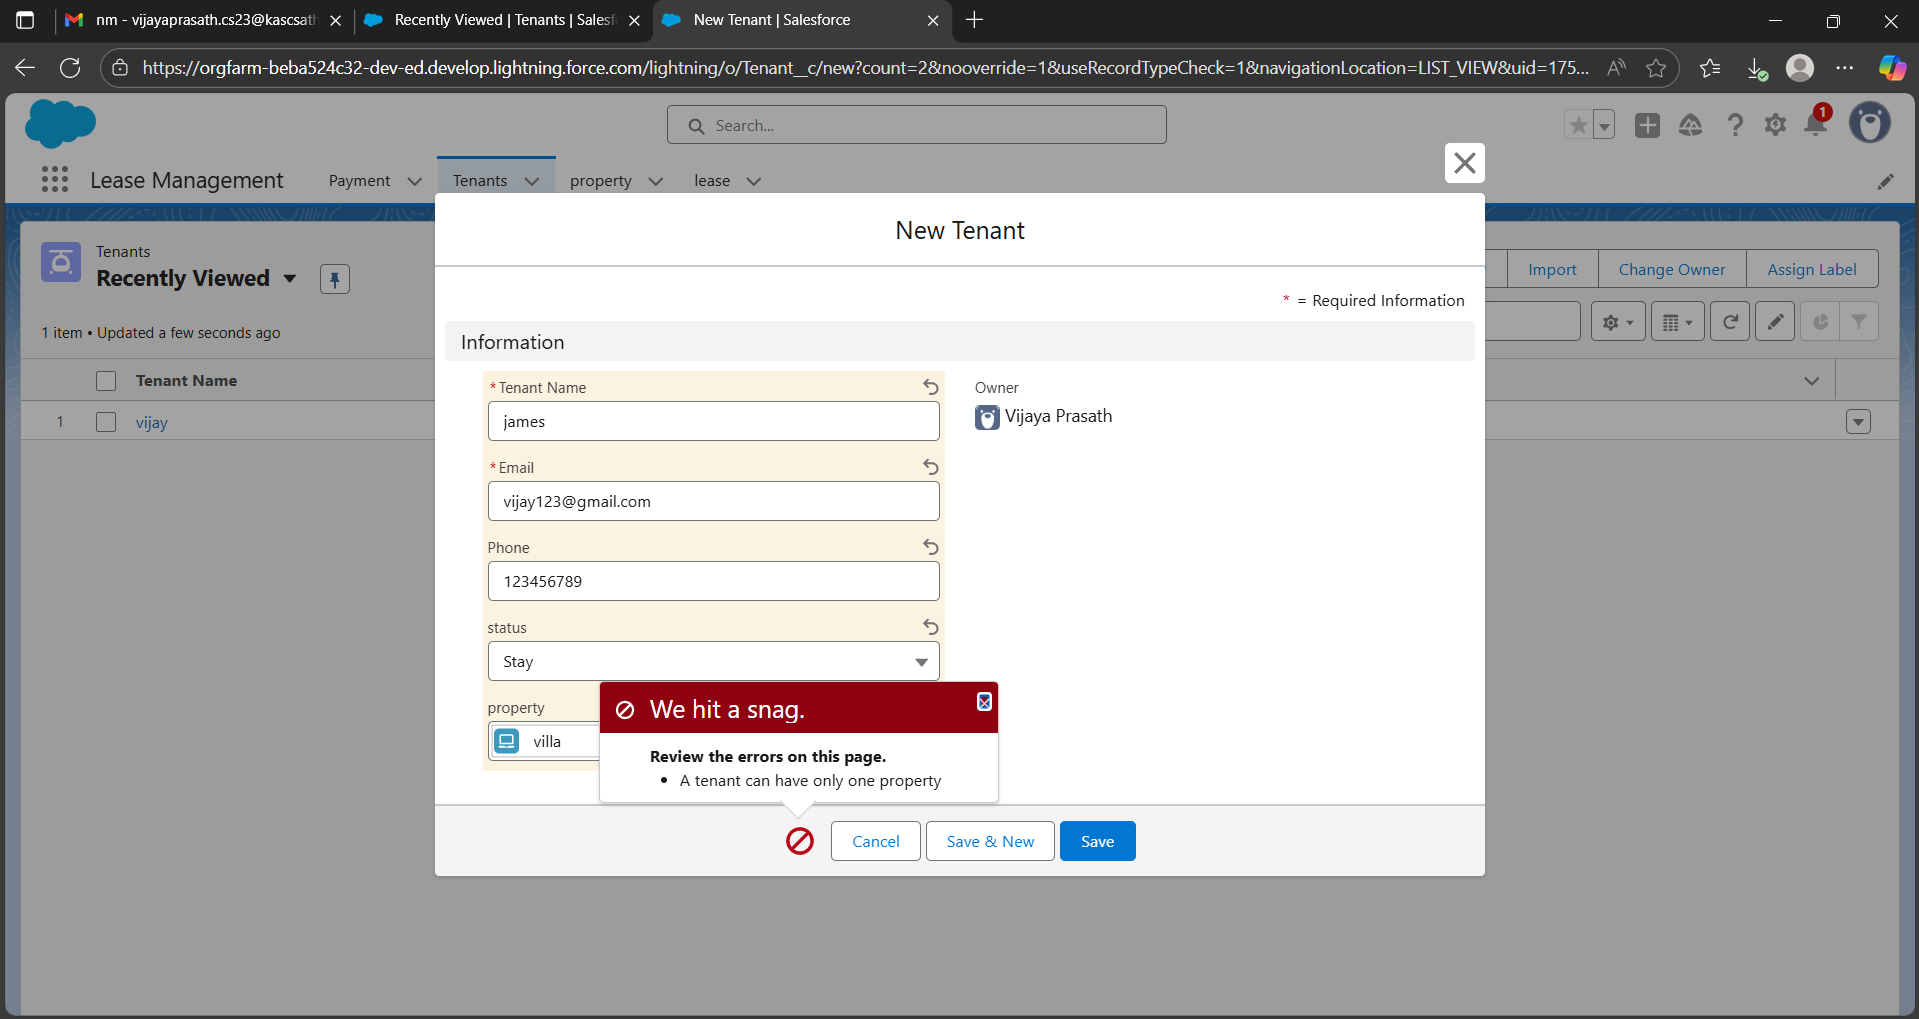 nm - vijayaprasath.cs23@kascsath
Recently Viewed | Tenants | Salesf
New Tenant | Salesforce
https://orgfarm-beba524c32-dev-ed.develop.lightning.force.com/lightning/o/Tenant__c/new?count=2&nooverride=1&useRecordTypeCheck=1&navigationLocation=LIST_VIEW&uid=175...
Search...
1
Lease Management
Payment
Tenants
property
lease
New Tenant
Tenants
Recently Viewed
Import
Change Owner
Assign Label
* = Required Information
1 item • Updated a few seconds ago
Information
Tenant Name
1
vijay
*Tenant Name
james
Owner
Vijaya Prasath
*Email
vijay123@gmail.com
Phone
123456789
status
Stay
property
villa
We hit a snag.
Review the errors on this page.
• A tenant can have only one property
Cancel
Save & New
Save